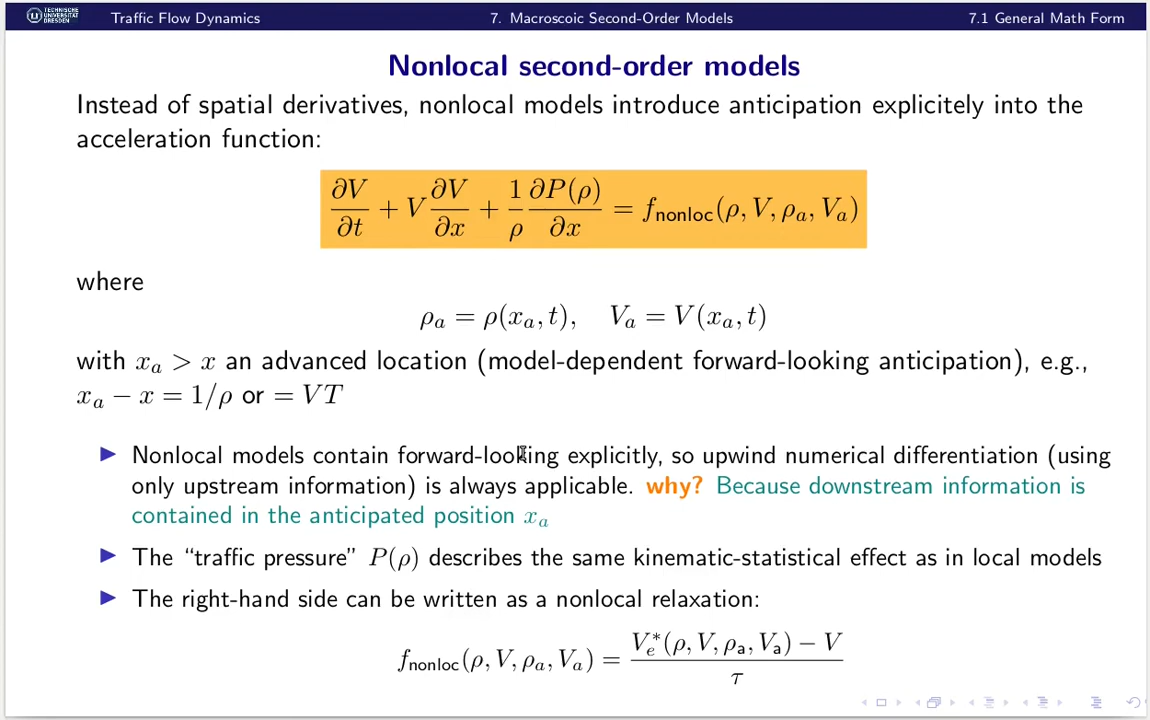 TECHNISCHE UNIVERSITÄT DRESDEN Traffic Flow Dynamics 7. Macroscoic Second-Order Models 7.1 General Math Form
Nonlocal second-order models
Instead of spatial derivatives, nonlocal models introduce anticipation explicitely into the
acceleration function:
∂V/∂t + V ∂V/∂x + 1/ρ ∂P(ρ)/∂x = f_nonloc(ρ, V, ρ_a, V_a)
where
ρ_a = ρ(x_a, t), V_a = V(x_a, t)
with x_a > x an advanced location (model-dependent forward-looking anticipation), e.g.,
x_a − x = 1/ρ or = VT
▶ Nonlocal models contain forward-looking explicitly, so upwind numerical differentiation (using
only upstream information) is always applicable. why? Because downstream information is
contained in the anticipated position x_a
▶ The “traffic pressure” P(ρ) describes the same kinematic-statistical effect as in local models
▶ The right-hand side can be written as a nonlocal relaxation:
f_nonloc(ρ, V, ρ_a, V_a) = (V_e^*(ρ, V, ρ_a, V_a) − V)/τ